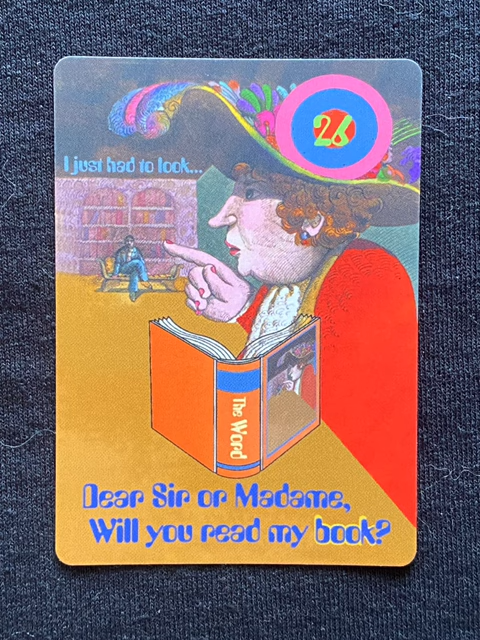 26
I just had to look...
The Word
Dear Sir or Madame,
Will you read my book?